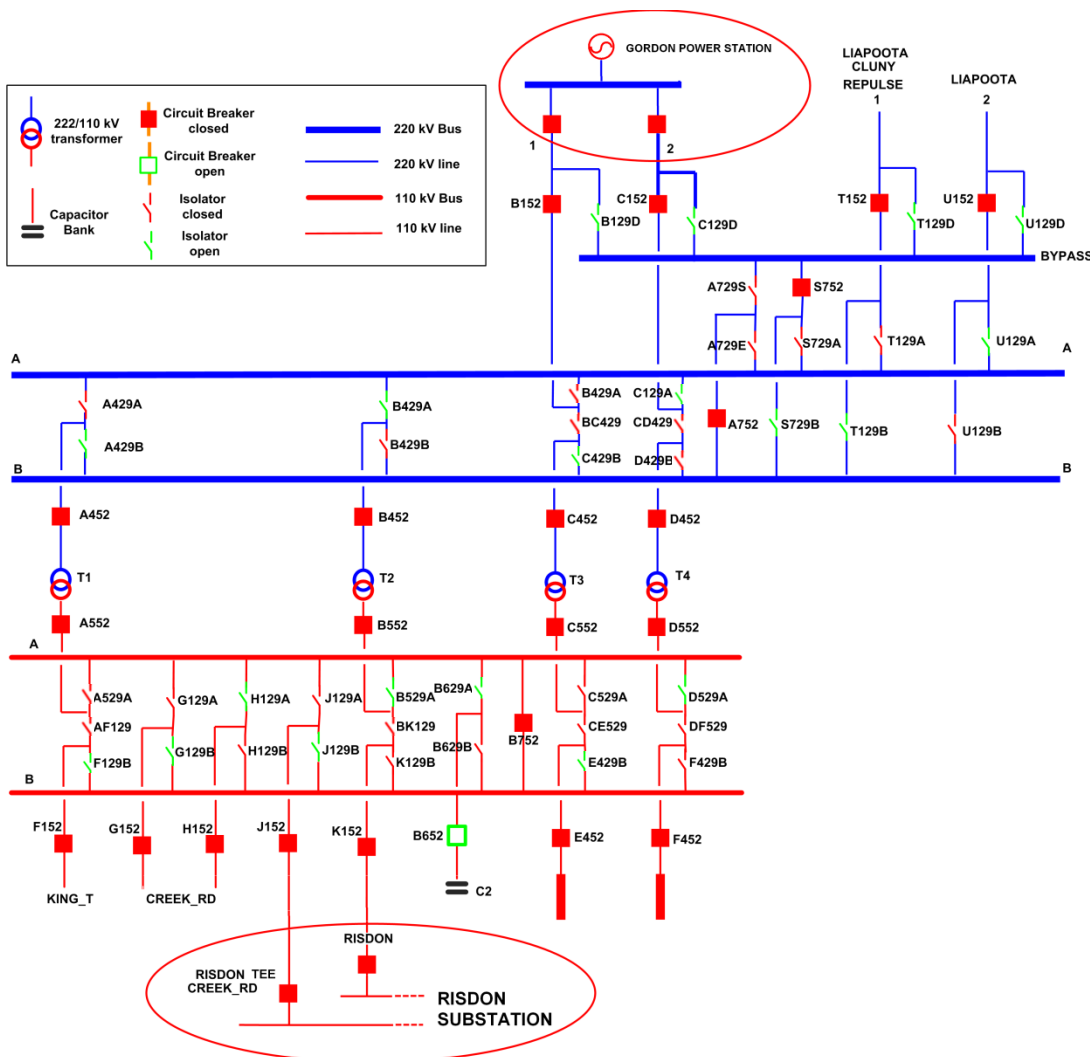 GORDON POWER STATION
LIAPOOTA
CLUNY
REPULSE
1
LIAPOOTA
2
222/110 kV
transformer
Circuit Breaker
closed
Circuit Breaker
open
Capacitor
Bank
Isolator
closed
Isolator
open
220 kV Bus
220 kV line
110 kV Bus
110 kV line
1
2
B152
C152
T152
U152
B129D
C129D
T129D
U129D
BYPASS
A729S
S752
A729E
S729A
T129A
U129A
A
A
A429A
B429A
B429A
C129A
A429B
B429B
BC429
CD429
A752
S729B
T129B
U129B
C429B
D429B
B
B
A452
B452
C452
D452
T1
T2
T3
T4
A552
B552
C552
D552
A
A529A
G129A
H129A
J129A
B529A
B629A
C529A
D529A
AF129
BK129
B752
CE529
DF529
F129B
G129B
H129B
J129B
K129B
B629B
E429B
F429B
B
F152
G152
H152
J152
K152
B652
E452
F452
KING_T
CREEK_RD
C2
RISDON
RISDON TEE
CREEK_RD
RISDON
SUBSTATION